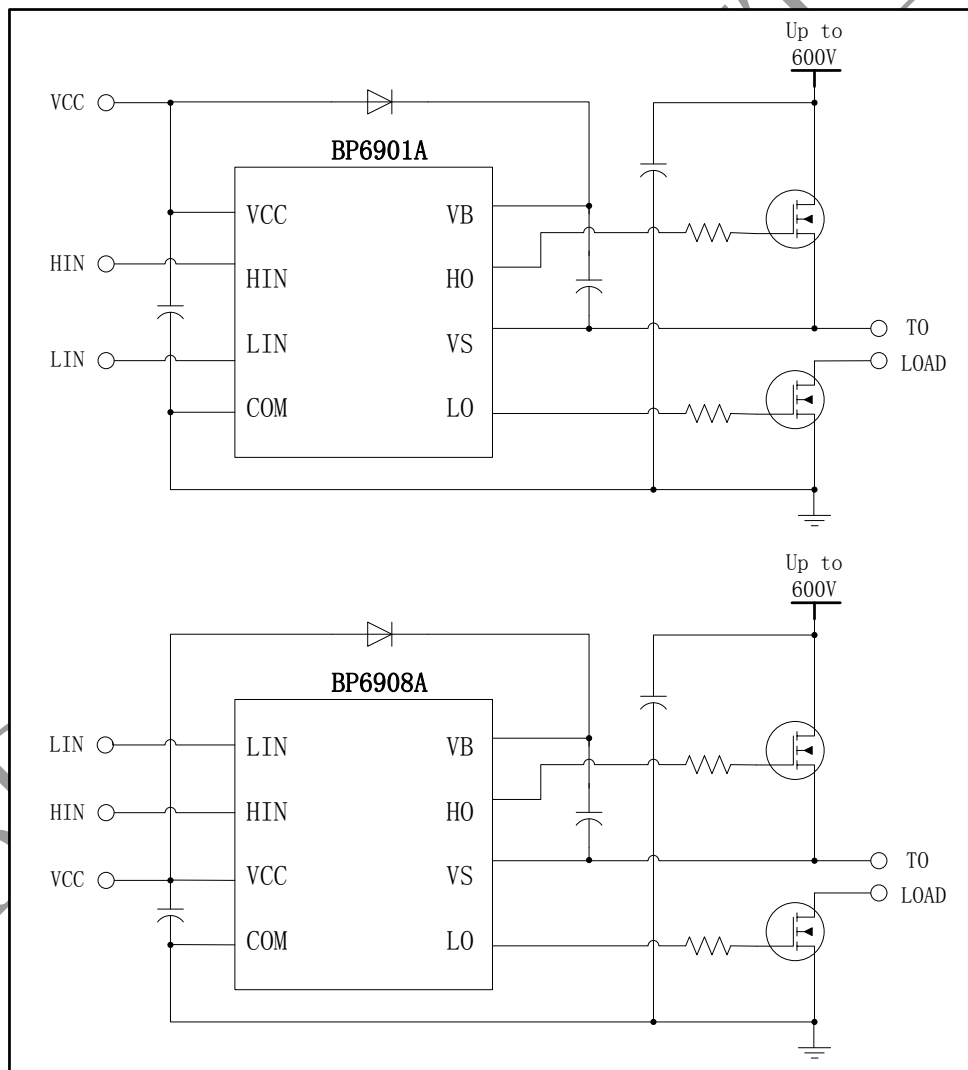 Up to
600V
VCC
BP6901A
VCC
VB
HIN
HIN
HO
LIN
LIN
VS
TO
LOAD
COM
LO
Up to
600V
BP6908A
LIN
LIN
VB
HIN
HIN
HO
VCC
VCC
VS
TO
LOAD
COM
LO